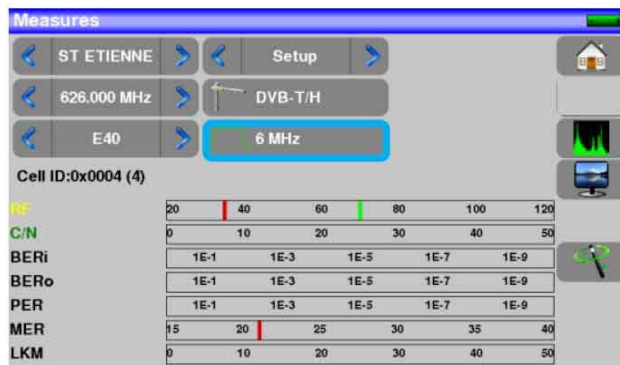 Measures
ST ETIENNE Setup
626.000 MHz DVB-T/H
E40 6 MHz
Cell ID:0x0004 (4)
RF 20 40 60 80 100 120
C/N 0 10 20 30 40 50
BERi 1E-1 1E-3 1E-5 1E-7 1E-9
BERo 1E-1 1E-3 1E-5 1E-7 1E-9
PER 1E-1 1E-3 1E-5 1E-7 1E-9
MER 15 20 25 30 35 40
LKM 0 10 20 30 40 50